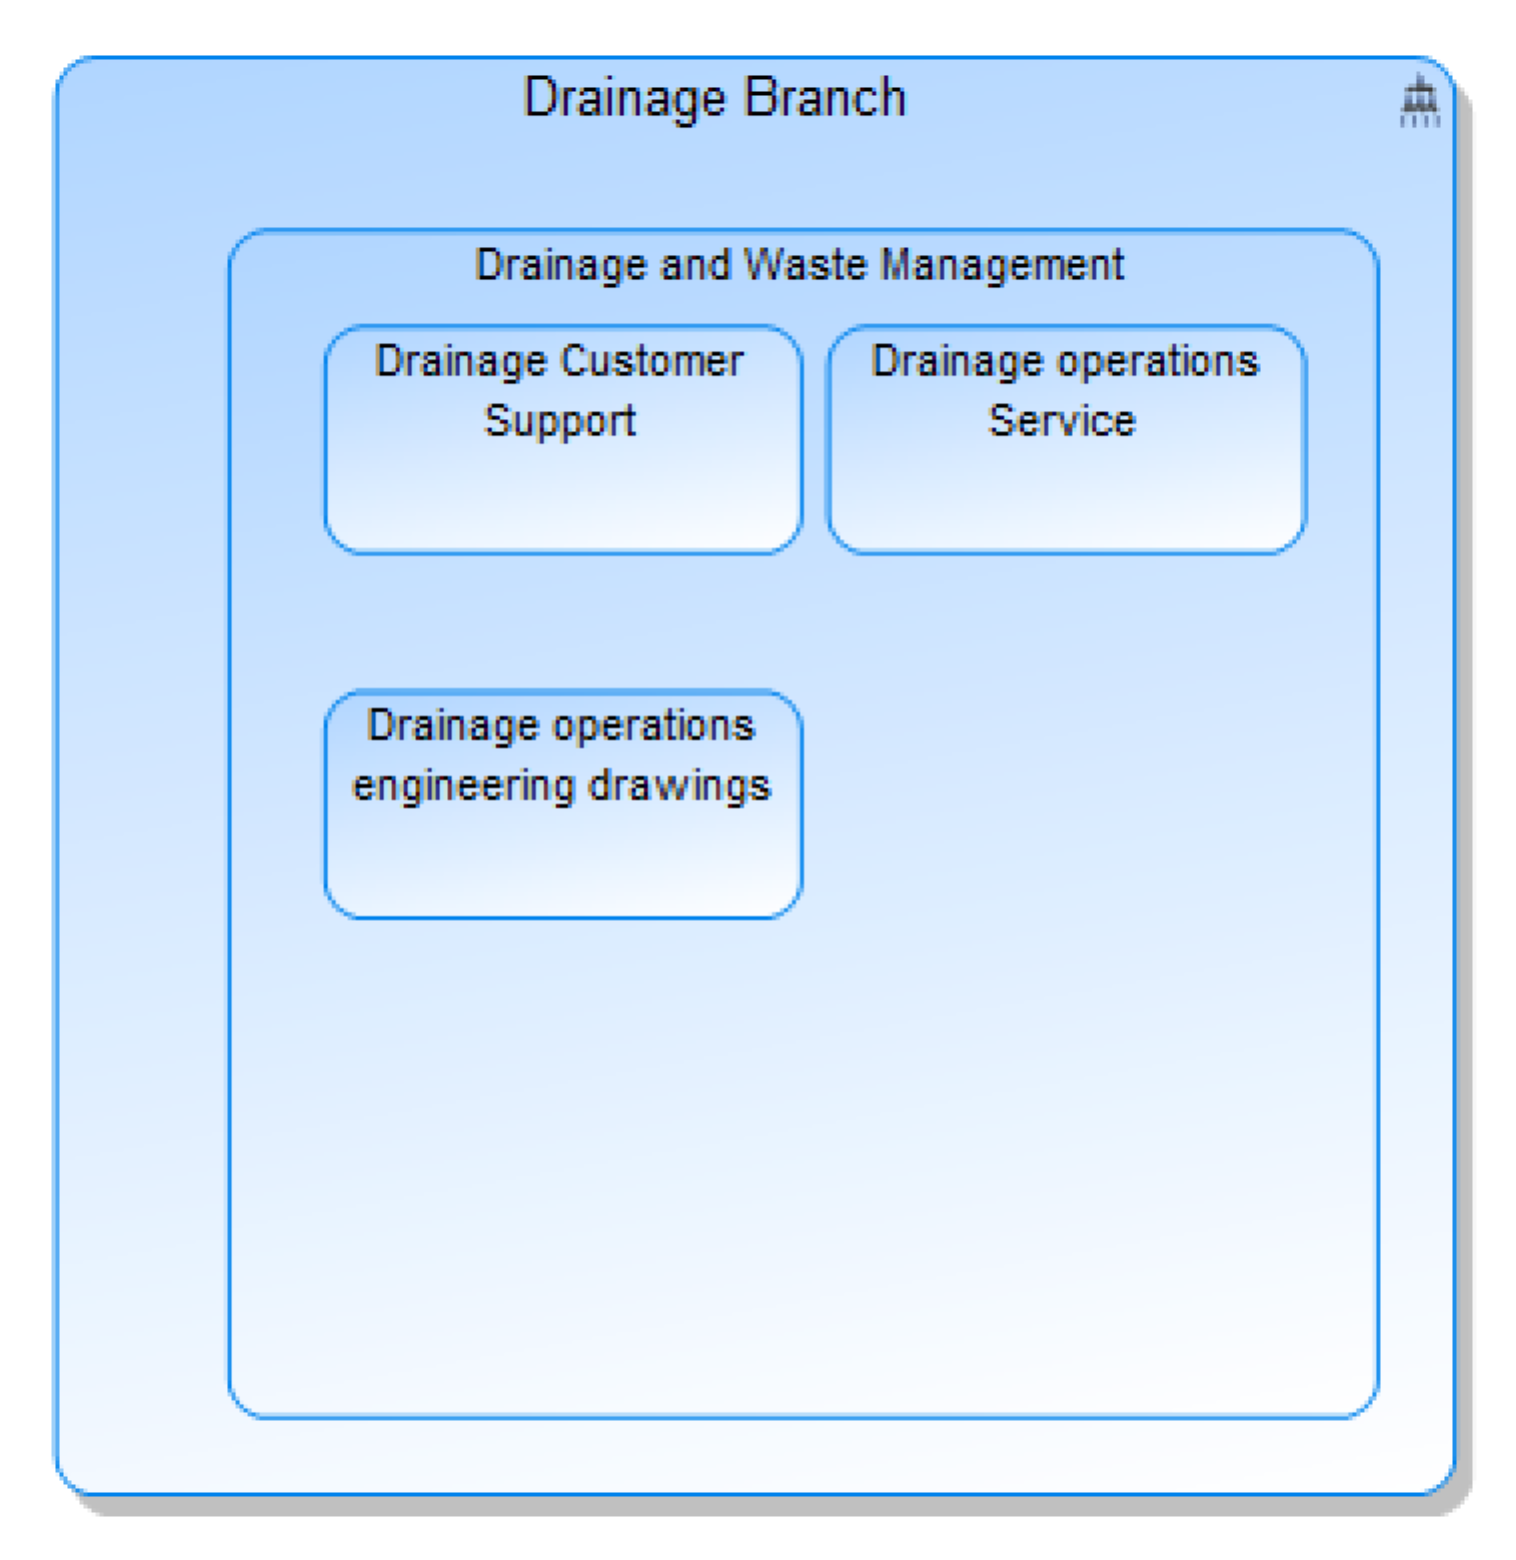 Drainage Branch
Drainage and Waste Management
Drainage Customer
Support
Drainage operations
Service
Drainage operations
engineering drawings